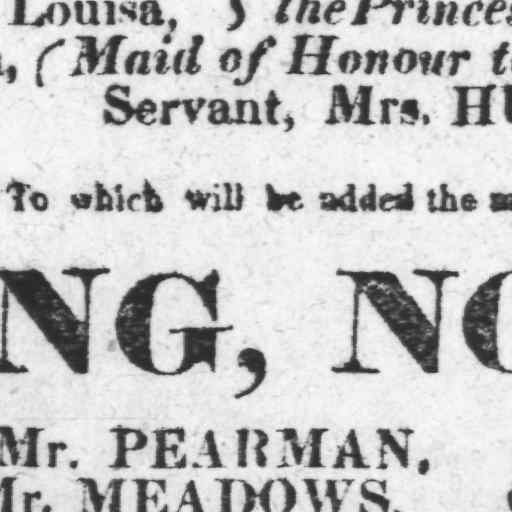 Louisa, } the Princes
, ( Maid of Honour t
Servant, Mrs. HU
To which will be added the m
NG, NO
Mr. PEARMAN,
Mr. MEADOWS,